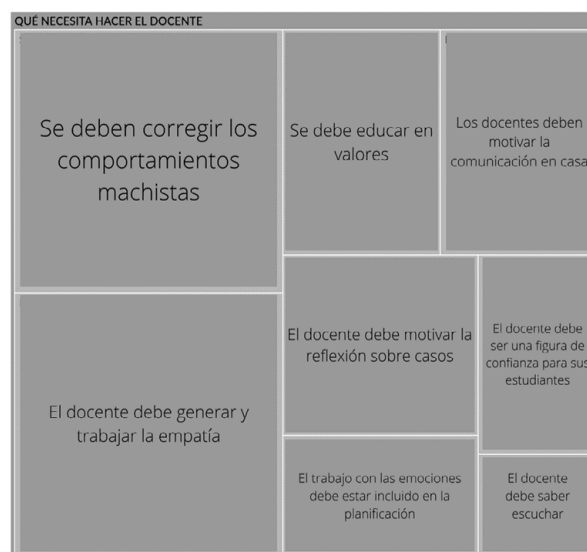 QUÉ NECESITA HACER EL DOCENTE
Se deben corregir los
comportamientos
machistas
Se debe educar en
valores
Los docentes deben
motivar la
comunicación en casa
El docente debe generar y
trabajar la empatía
El docente debe motivar la
reflexión sobre casos
El docente debe
ser una figura de
confianza para sus
estudiantes
El trabajo con las emociones
debe estar incluido en la
planificación
El docente
debe saber
escuchar